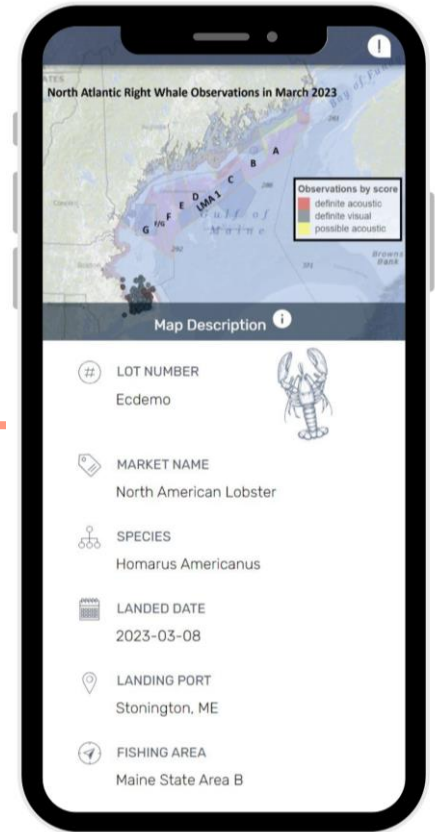 !
North Atlantic Right Whale Observations in March 2023
A
B
C
D
E
LMA 1
F
F/G
G
Gulf of
Maine
Observations by score
definite acoustic
definite visual
possible acoustic
Browns
Bank
Map Description i
# LOT NUMBER
Ecdemo
MARKET NAME
North American Lobster
SPECIES
Homarus Americanus
LANDED DATE
2023-03-08
LANDING PORT
Stonington, ME
FISHING AREA
Maine State Area B